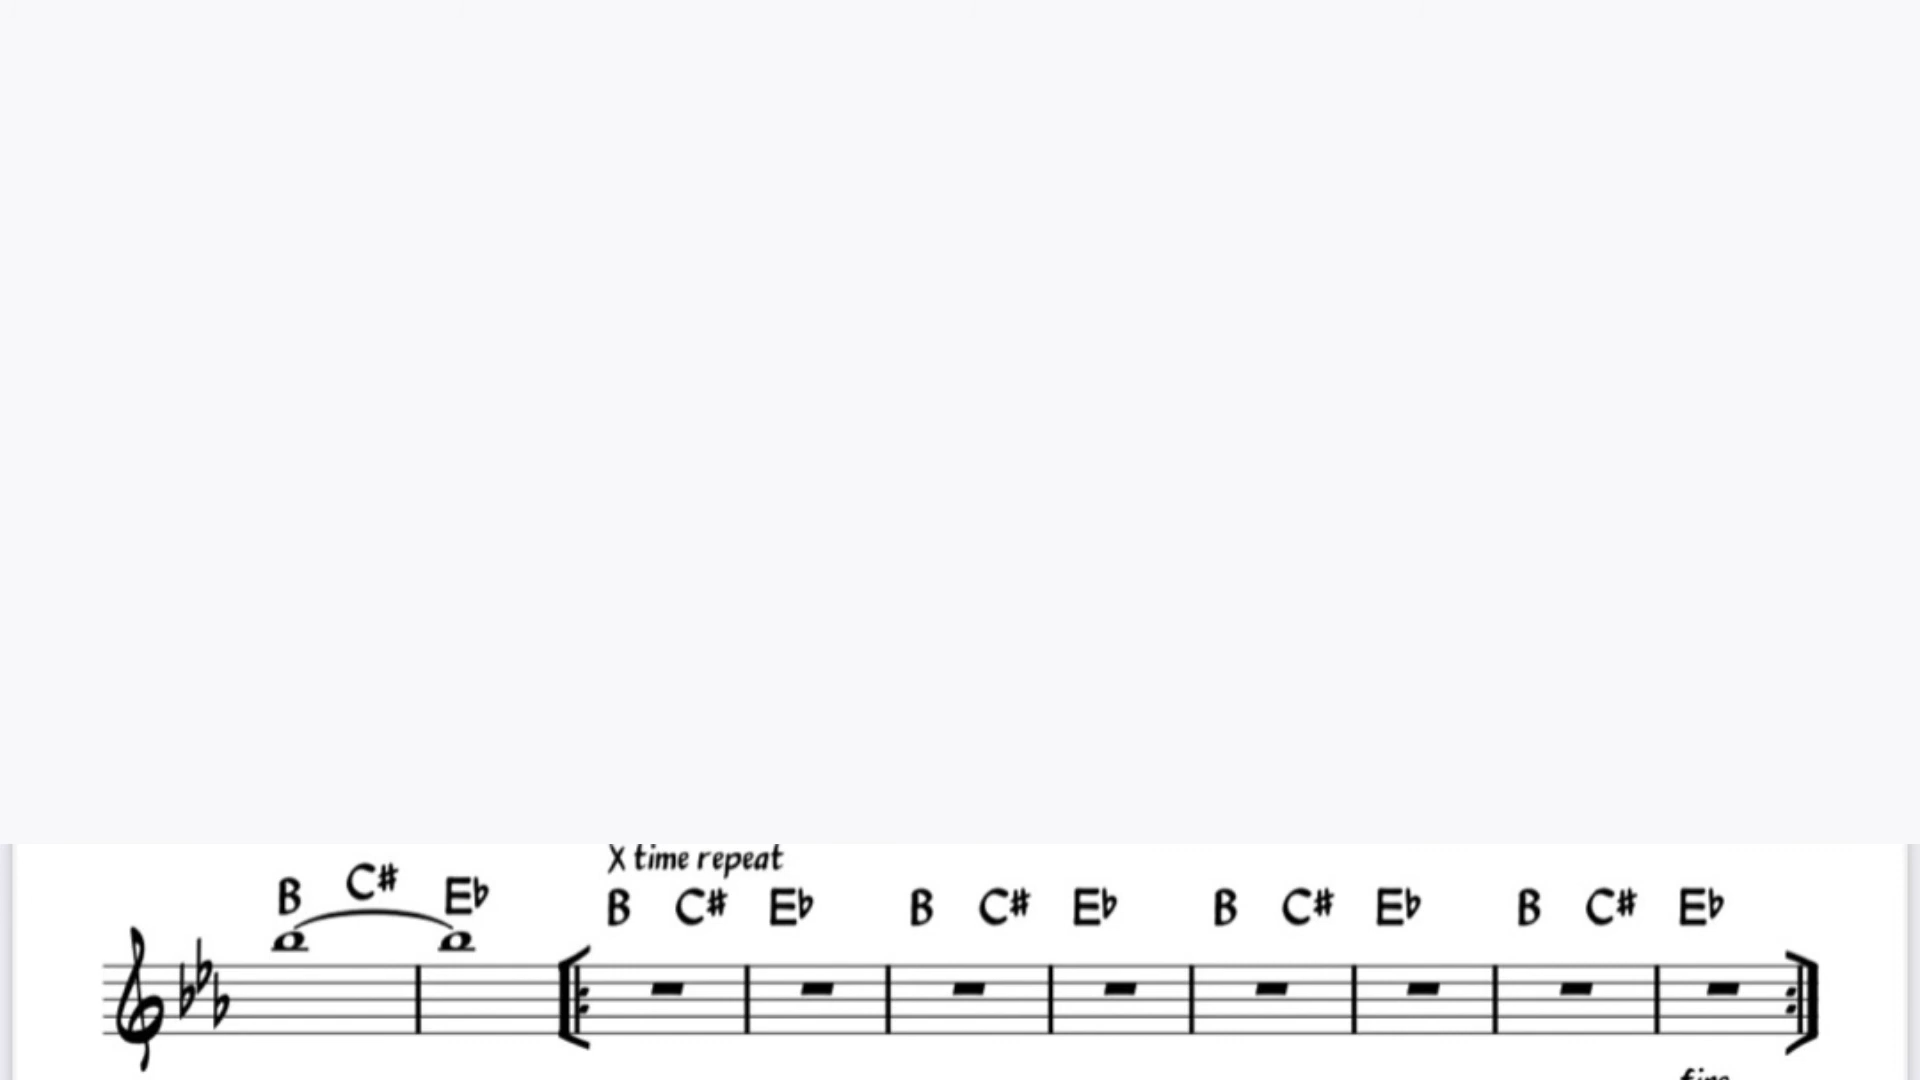 X time repeat
B C# E♭ B C# E♭ B C# E♭ B C# E♭ B C# E♭